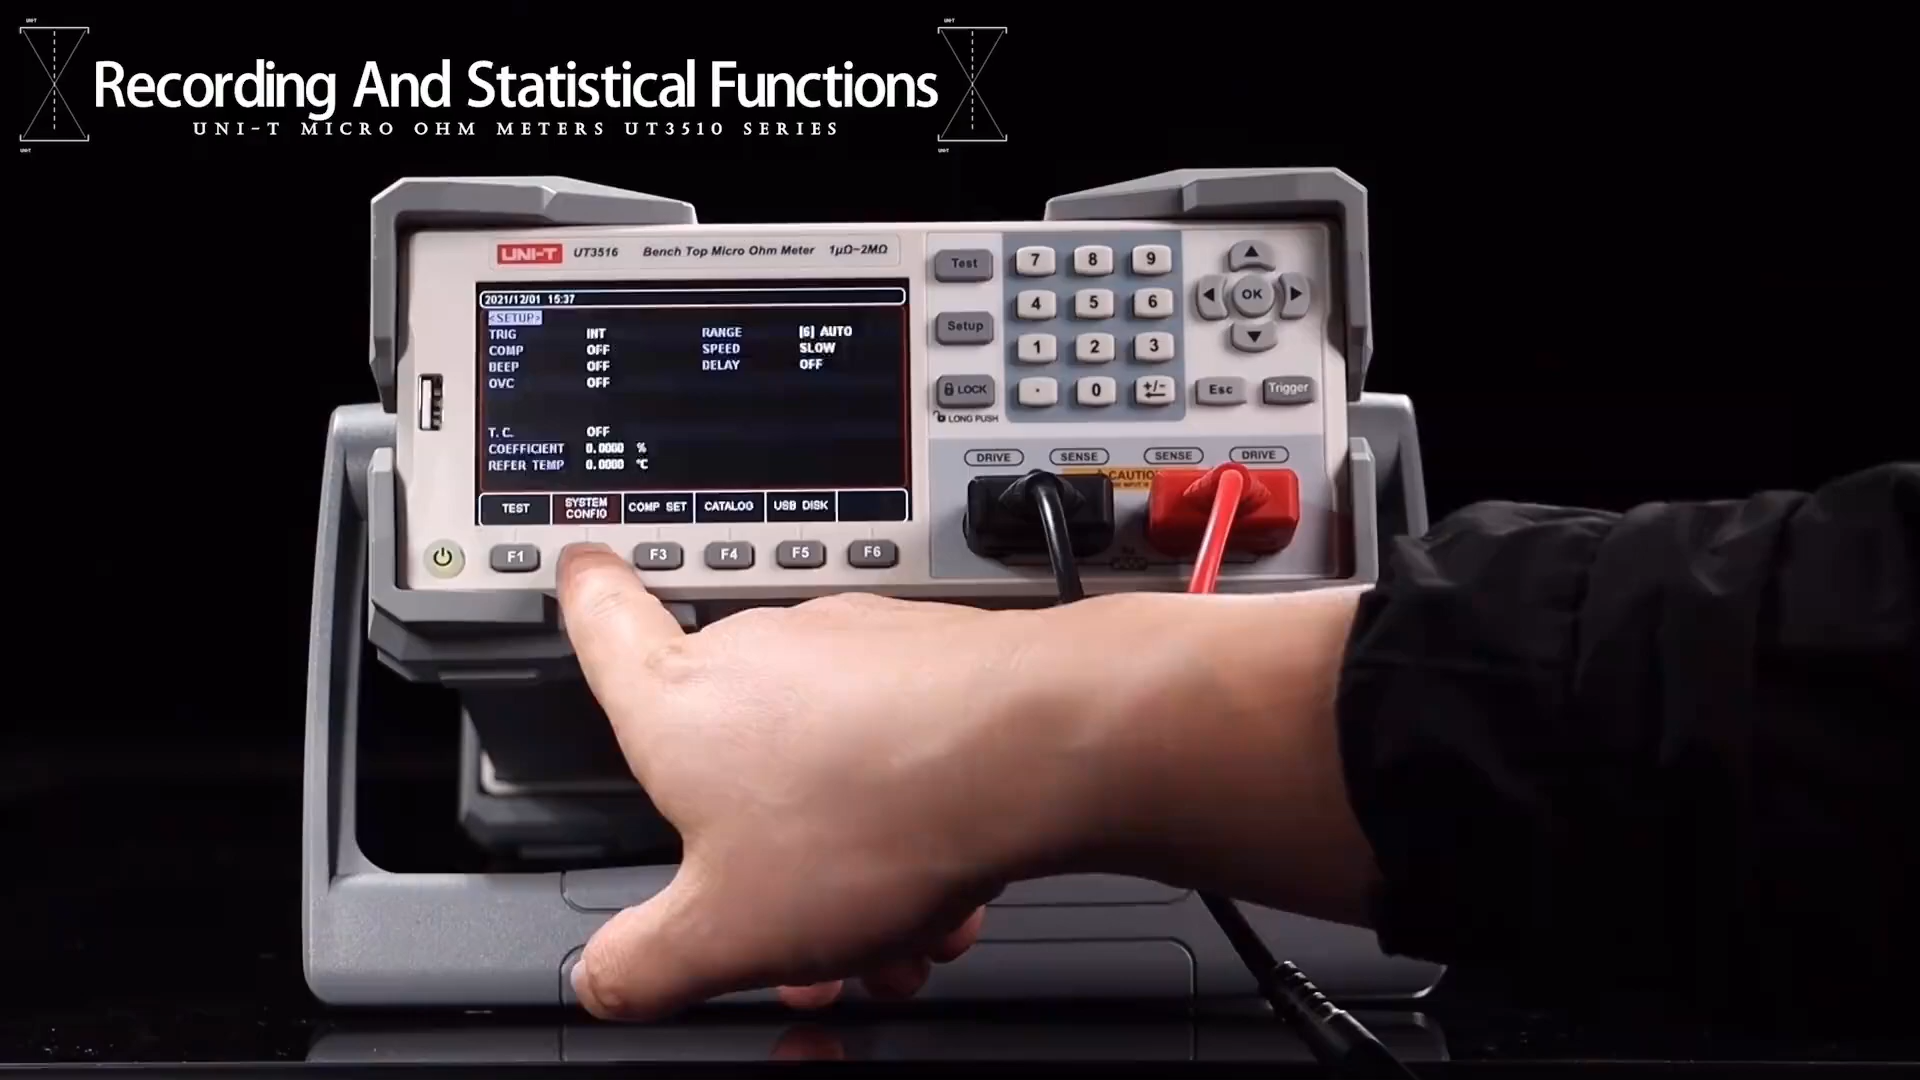 Recording And Statistical Functions
UNI-T MICRO OHM METERS UT3510 SERIES
UNI-T UT3516 Bench Top Micro Ohm Meter 1μΩ~2MΩ
2021/12/01 15:37
<SETUP>
TRIG INT RANGE [6] AUTO
COMP OFF SPEED SLOW
BEEP OFF DELAY OFF
OVC OFF
T. C. OFF
COEFFICIENT 0.0000 %
REFER TEMP 0.0000 °C
TEST SYSTEM CONFIG COMP SET CATALOG USB DISK
F1 F3 F4 F5 F6
Test 7 8 9
Setup 4 5 6 OK
1 2 3
LOCK . 0 +/- Esc Trigger
LONG PUSH
DRIVE SENSE SENSE DRIVE